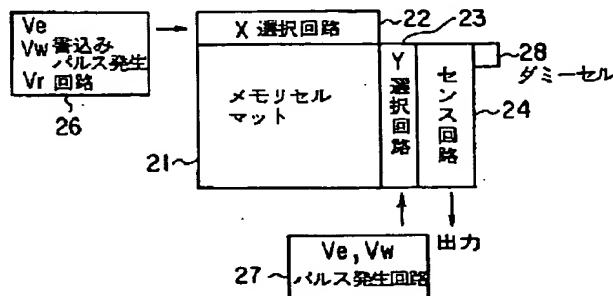 Ve
Vw 書込み
パルス発生
Vr 回路
26
X 選択回路
22
23
メモリセル
マット
21
Y選択回路
センス回路
28
ダミーセル
24
出力
Ve, Vw
パルス発生回路
27